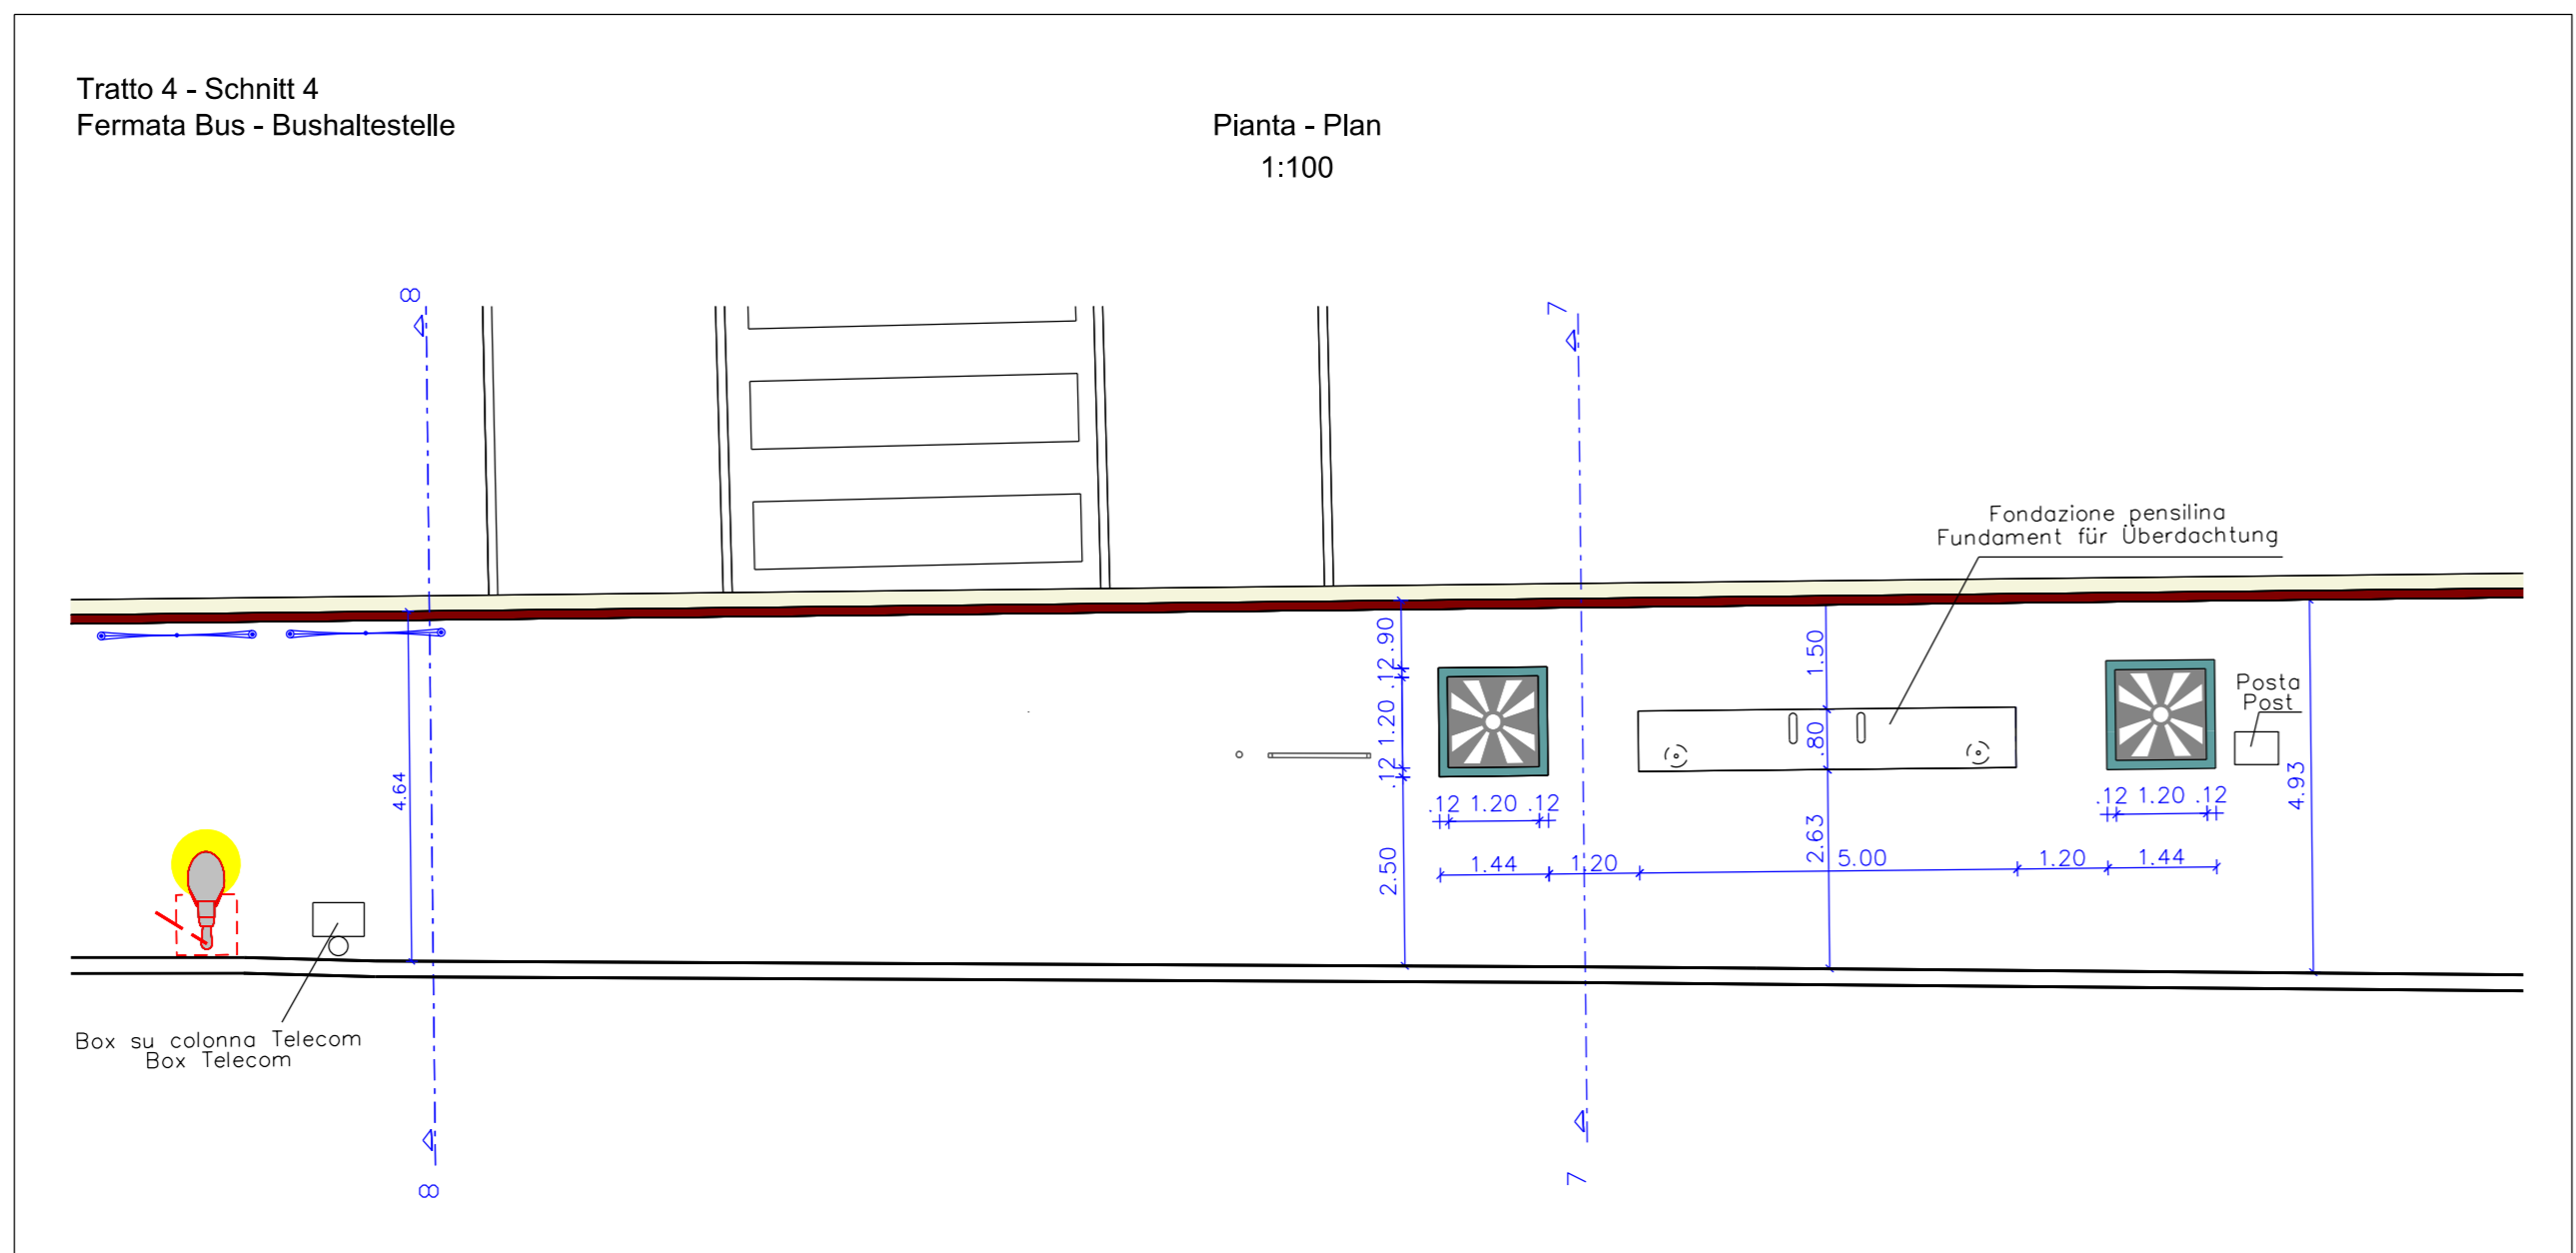 Tratto 4 - Schnitt 4
Fermata Bus - Bushaltestelle
Pianta - Plan
1:100
8
7
Fondazione pensilina
Fundament für Überdachtung
Posta
Post
.90
.12
1.20
.12
2.50
1.50
.80
2.63
4.64
4.93
.12 1.20 .12
.12 1.20 .12
1.44
1.20
5.00
1.20
1.44
Box su colonna Telecom
Box Telecom
8
7